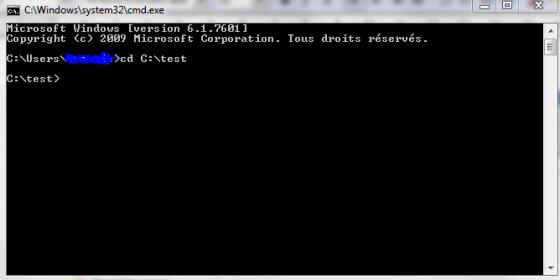 C:\Windows\system32\cmd.exe
Microsoft Windows [version 6.1.7601]
Copyright (c) 2009 Microsoft Corporation. Tous droits réservés.
C:\Users\>cd C:\test
C:\test>